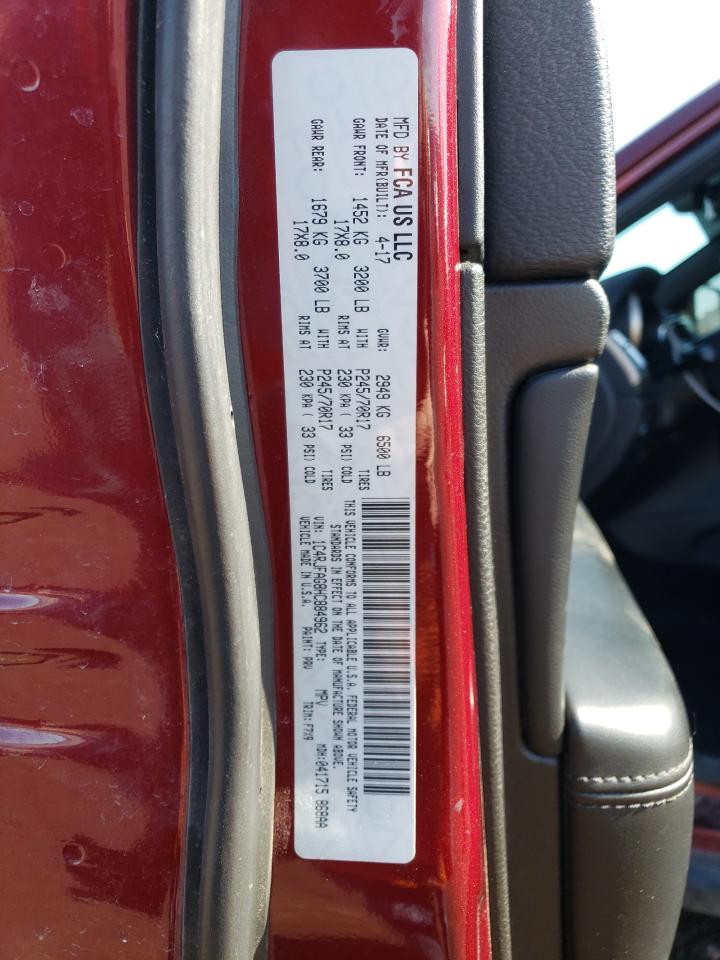 MFD BY FCA US LLC
DATE OF MFR(BUILT): 4-17 GVWR: 2949 KG 6500 LB
GAWR FRONT: 1452 KG 3200 LB WITH P245/70R17 TIRES
17X8.0 RIMS AT 230 KPA ( 33 PSI) COLD
GAWR REAR: 1679 KG 3700 LB WITH P245/70R17 TIRES
17X8.0 RIMS AT 230 KPA ( 33 PSI) COLD
THIS VEHICLE CONFORMS TO ALL APPLICABLE U.S.A. FEDERAL MOTOR VEHICLE SAFETY
STANDARDS IN EFFECT ON THE DATE OF MANUFACTURE SHOWN ABOVE.
VIN: 1C4RJFAG8HC884962 TYPE: MPV MDH:041715 868AA
VEHICLE MADE IN U.S.A. PAINT: PRV TRIM: F7X9